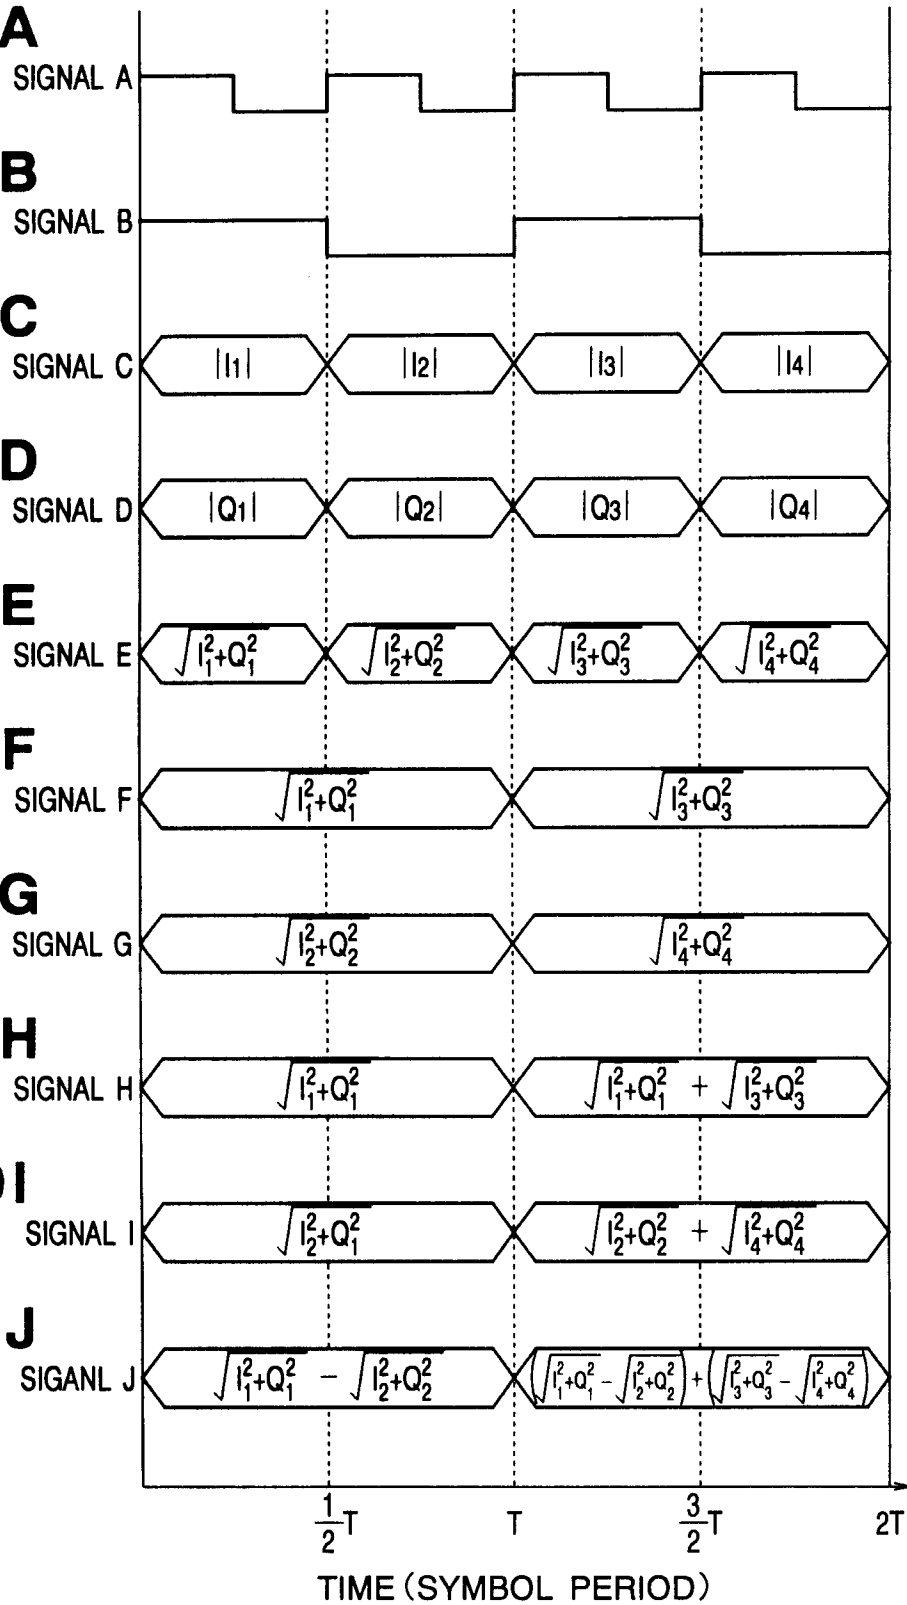 A
SIGNAL A
B
SIGNAL B
C
SIGNAL C
|I1| |I2| |I3| |I4|
D
SIGNAL D
|Q1| |Q2| |Q3| |Q4|
E
SIGNAL E
√I₁²+Q₁² √I₂²+Q₂² √I₃²+Q₃² √I₄²+Q₄²
F
SIGNAL F
√I₁²+Q₁² √I₃²+Q₃²
G
SIGNAL G
√I₂²+Q₂² √I₄²+Q₄²
H
SIGNAL H
√I₁²+Q₁² √I₁²+Q₁² + √I₃²+Q₃²
I
SIGNAL I
√I₂²+Q₁² √I₂²+Q₂² + √I₄²+Q₄²
J
SIGANL J
√I₁²+Q₁² − √I₂²+Q₂² (√I₁²+Q₁² − √I₂²+Q₂²)+(√I₃²+Q₃² − √I₄²+Q₄²)
1/2 T T 3/2 T 2T
TIME (SYMBOL PERIOD)